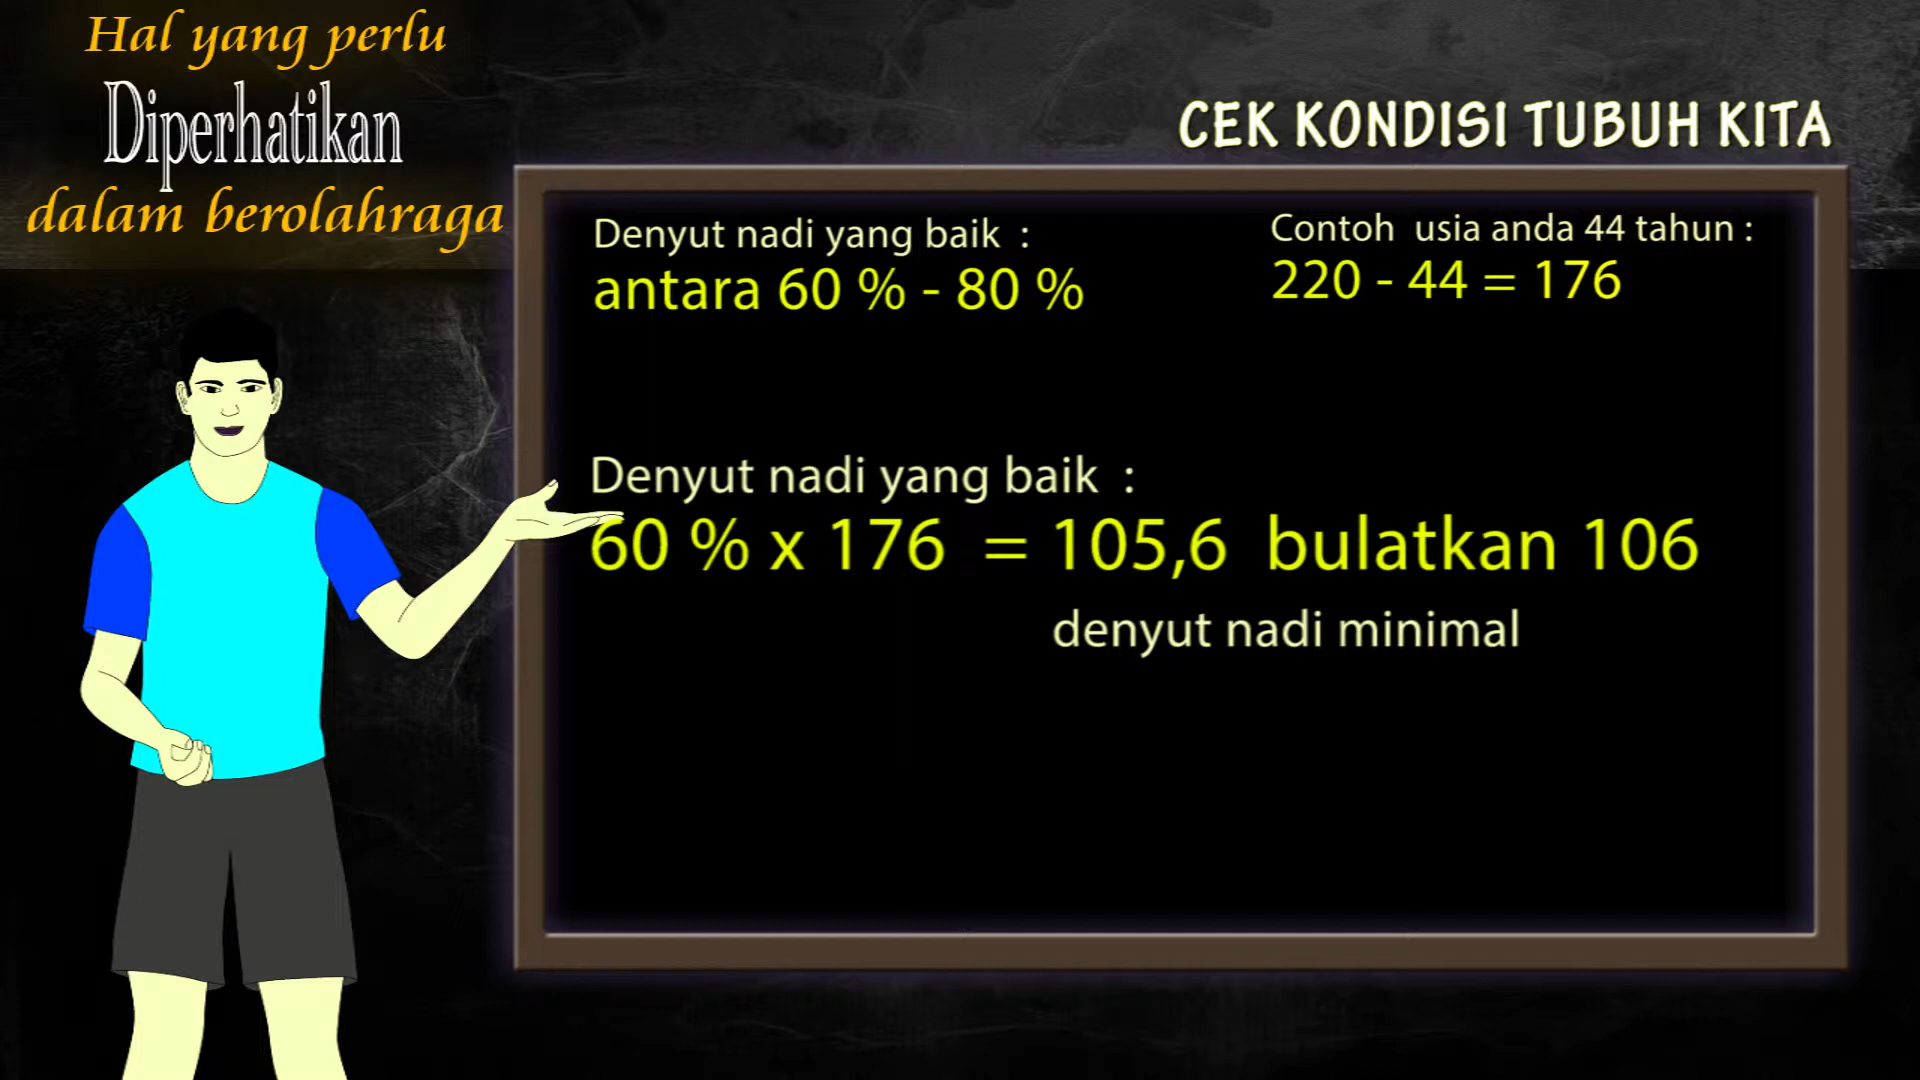 Hal yang perlu
Diperhatikan
dalam berolahraga
CEK KONDISI TUBUH KITA
Denyut nadi yang baik :
antara 60 % - 80 %
Contoh usia anda 44 tahun :
220 - 44 = 176
Denyut nadi yang baik :
60 % x 176 = 105,6 bulatkan 106
denyut nadi minimal